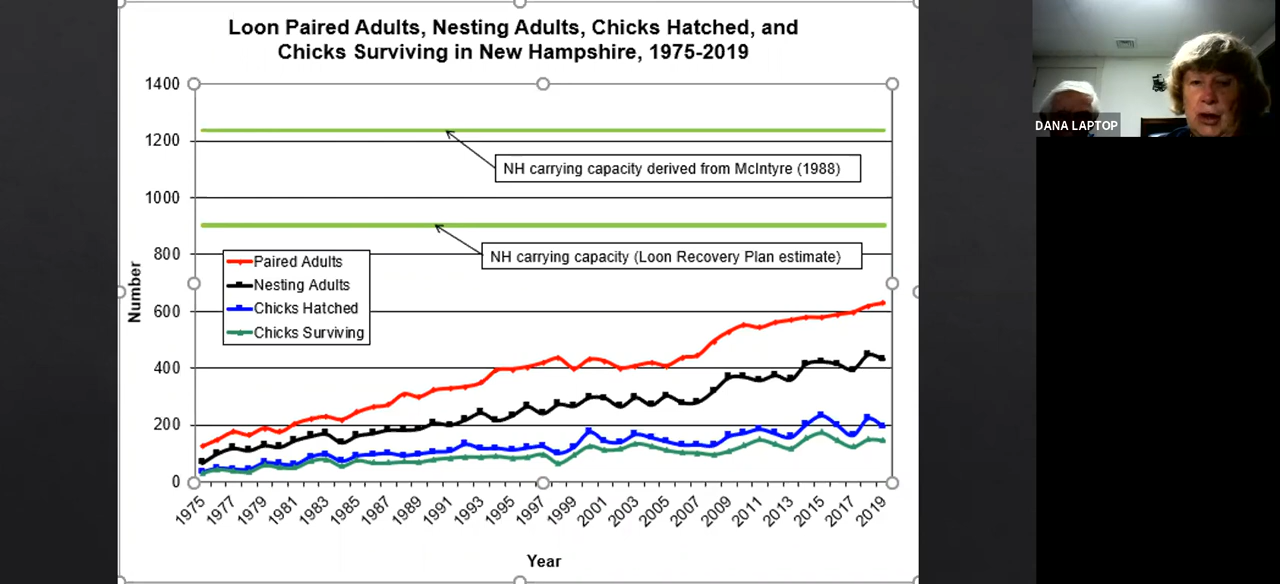 Loon Paired Adults, Nesting Adults, Chicks Hatched, and
Chicks Surviving in New Hampshire, 1975-2019
1400
1200
1000
800
600
400
200
0
Number
NH carrying capacity derived from McIntyre (1988)
NH carrying capacity (Loon Recovery Plan estimate)
Paired Adults
Nesting Adults
Chicks Hatched
Chicks Surviving
1975
1977
1979
1981
1983
1985
1987
1989
1991
1993
1995
1997
1999
2001
2003
2005
2007
2009
2011
2013
2015
2017
2019
Year
DANA LAPTOP